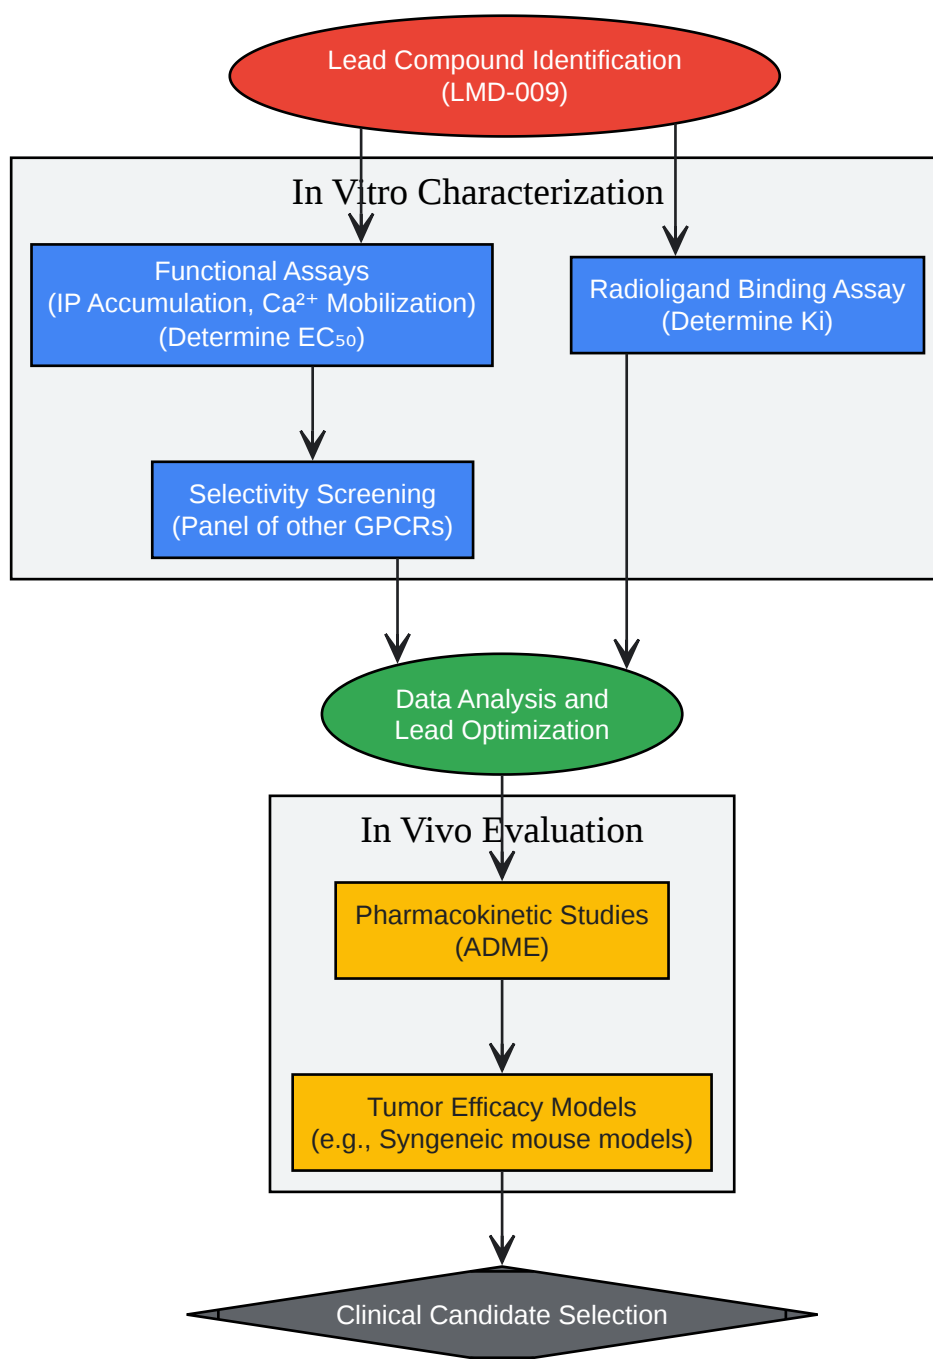 Lead Compound Identification
(LMD-009)
In Vitro Characterization
Functional Assays
(IP Accumulation, Ca²⁺ Mobilization)
(Determine EC₅₀)
Radioligand Binding Assay
(Determine Ki)
Selectivity Screening
(Panel of other GPCRs)
Data Analysis and
Lead Optimization
In Vivo Evaluation
Pharmacokinetic Studies
(ADME)
Tumor Efficacy Models
(e.g., Syngeneic mouse models)
Clinical Candidate Selection